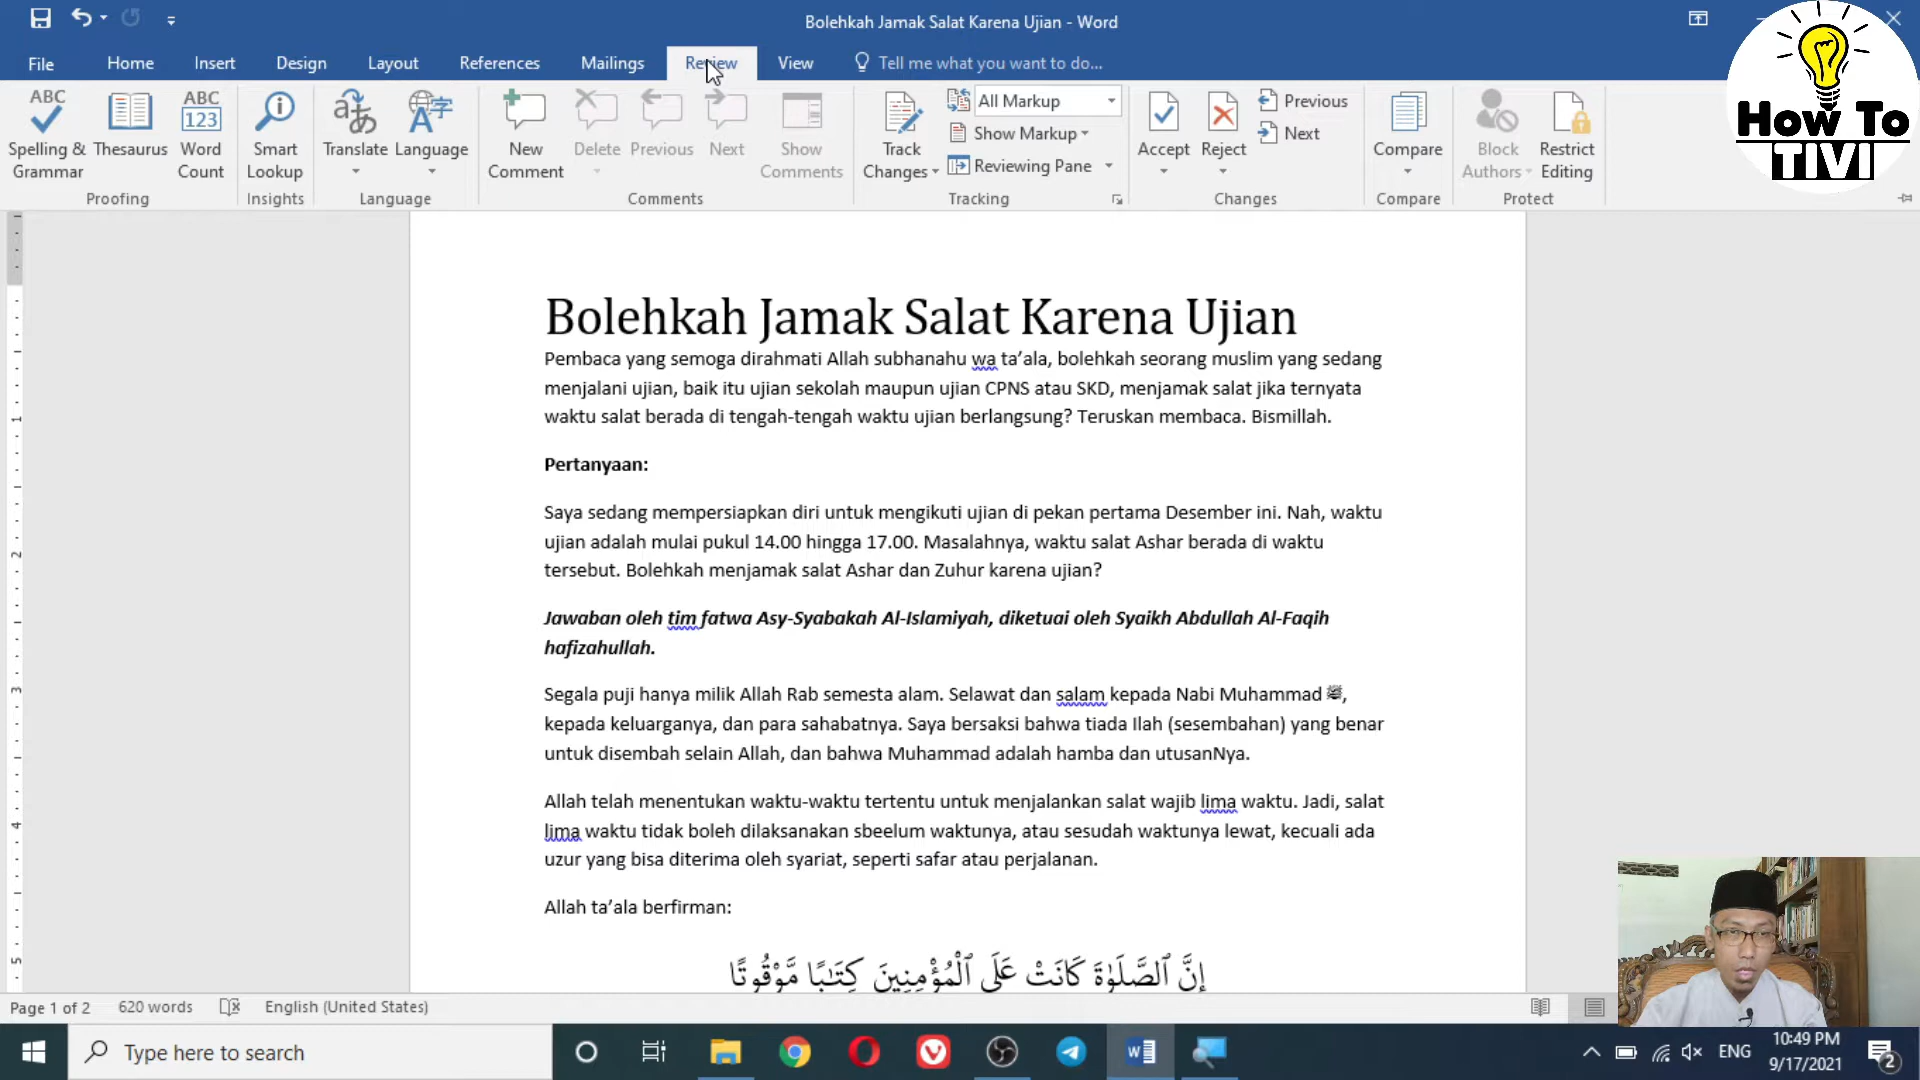 Bolehkah Jamak Salat Karena Ujian - Word
File Home Insert Design Layout References Mailings Review View Tell me what you want to do...
ABC
Spelling & Grammar
Thesaurus
ABC 123
Word Count
Proofing
Smart Lookup
Insights
Translate
Language
Language
New Comment
Delete
Previous
Next
Show Comments
Comments
Track Changes
All Markup
Show Markup
Reviewing Pane
Tracking
Accept
Reject
Previous
Next
Changes
Compare
Compare
Block Authors
Restrict Editing
Protect
How To
TIVI
Bolehkah Jamak Salat Karena Ujian
Pembaca yang semoga dirahmati Allah subhanahu wa ta’ala, bolehkah seorang muslim yang sedang
menjalani ujian, baik itu ujian sekolah maupun ujian CPNS atau SKD, menjamak salat jika ternyata
waktu salat berada di tengah-tengah waktu ujian berlangsung? Teruskan membaca. Bismillah.
Pertanyaan:
Saya sedang mempersiapkan diri untuk mengikuti ujian di pekan pertama Desember ini. Nah, waktu
ujian adalah mulai pukul 14.00 hingga 17.00. Masalahnya, waktu salat Ashar berada di waktu
tersebut. Bolehkah menjamak salat Ashar dan Zuhur karena ujian?
Jawaban oleh tim fatwa Asy-Syabakah Al-Islamiyah, diketuai oleh Syaikh Abdullah Al-Faqih
hafizahullah.
Segala puji hanya milik Allah Rab semesta alam. Selawat dan salam kepada Nabi Muhammad ﷺ,
kepada keluarganya, dan para sahabatnya. Saya bersaksi bahwa tiada Ilah (sesembahan) yang benar
untuk disembah selain Allah, dan bahwa Muhammad adalah hamba dan utusanNya.
Allah telah menentukan waktu-waktu tertentu untuk menjalankan salat wajib lima waktu. Jadi, salat
lima waktu tidak boleh dilaksanakan sbeelum waktunya, atau sesudah waktunya lewat, kecuali ada
uzur yang bisa diterima oleh syariat, seperti safar atau perjalanan.
Allah ta’ala berfirman:
إِنَّ ٱلصَّلَوٰةَ كَانَتْ عَلَى ٱلْمُؤْمِنِينَ كِتَـٰبًا مَّوْقُوتًا
1
2
3
4
5
Page 1 of 2 620 words English (United States)
Type here to search
ENG
10:49 PM
9/17/2021
2